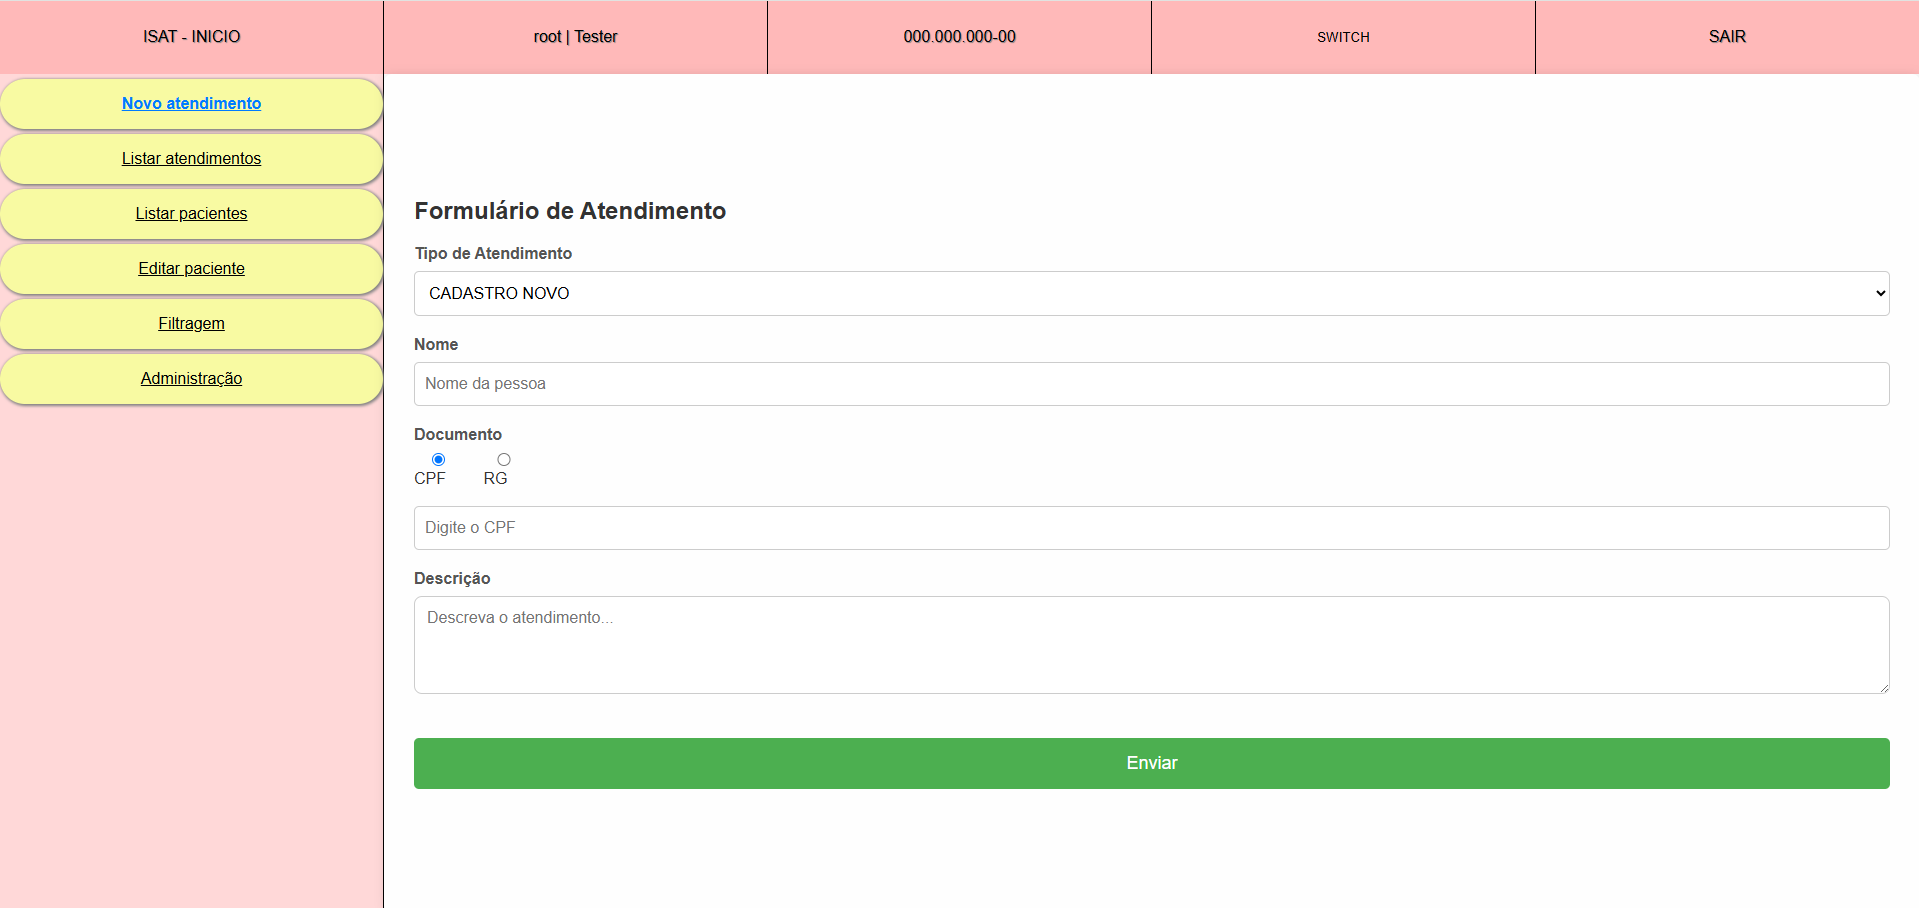 ISAT - INICIO
root | Tester
000.000.000-00
SWITCH
SAIR
Novo atendimento
Listar atendimentos
Listar pacientes
Editar paciente
Filtragem
Administração
Formulário de Atendimento
Tipo de Atendimento
CADASTRO NOVO
Nome
Nome da pessoa
Documento
CPF RG
Digite o CPF
Descrição
Descreva o atendimento...
Enviar